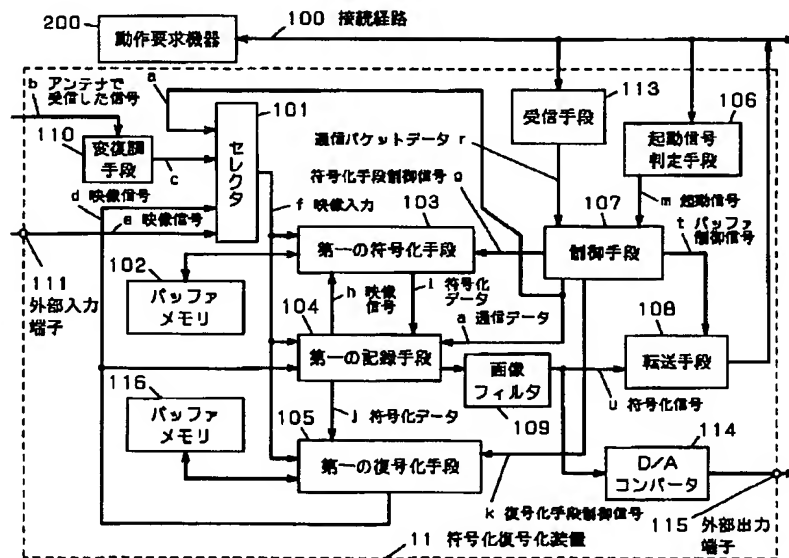 200
100 接続経路
動作要求機器
b アンテナで
受信した信号
a
101
113
受信手段
106
起動信号
判定手段
110
変復調
手段
c
セレクタ
通信パケットデータ r
符号化手段制御信号 g
d 映像信号
e 映像信号
f 映像入力
103
107
m 起動信号
t バッファ
制御信号
第一の符号化手段
制御手段
111
外部入力
端子
102
バッファ
メモリ
h 映像
信号
i 符号化
データ
104
a 通信データ
108
第一の記録手段
画像
フィルタ
109
転送手段
u 符号化信号
116
バッファ
メモリ
j 符号化データ
105
第一の復号化手段
114
D/A
コンバータ
k 復号化手段制御信号
115 外部出力
端子
11 符号化復号化装置